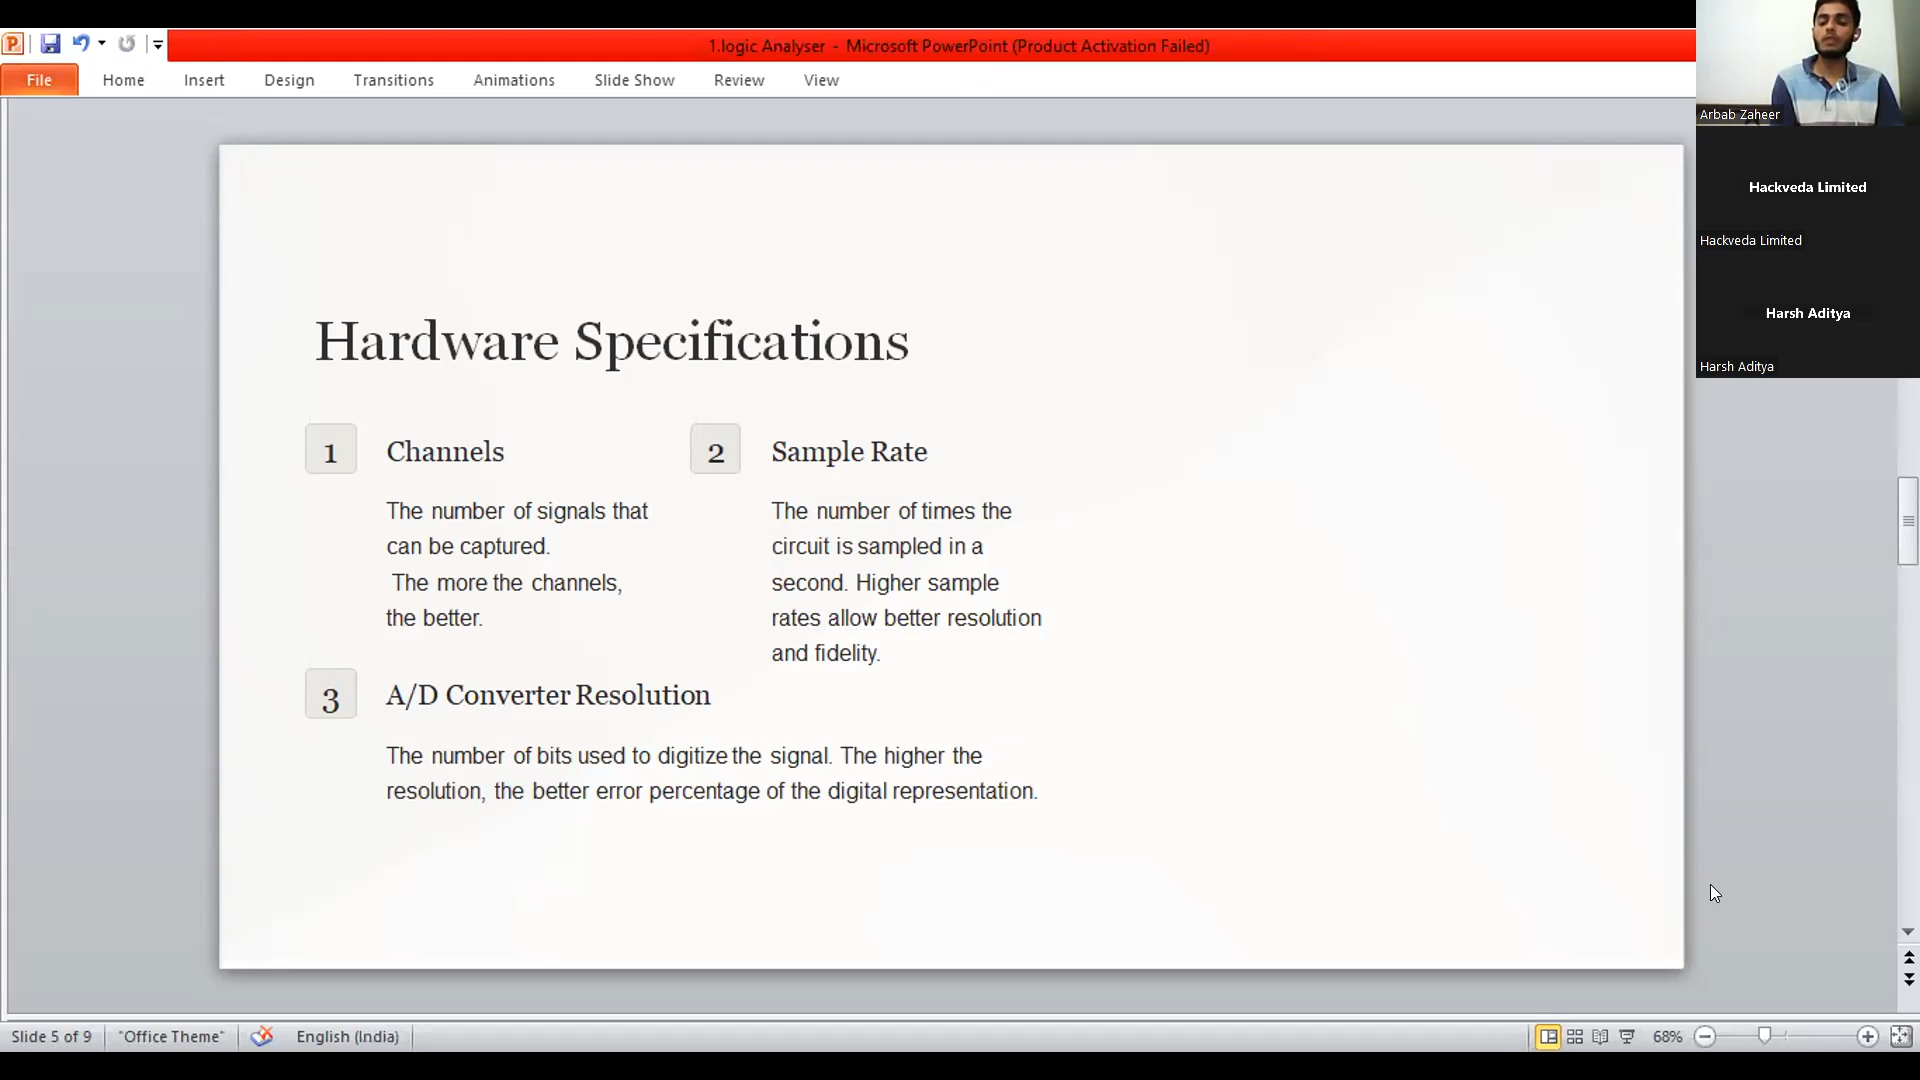 1.logic Analyser - Microsoft PowerPoint (Product Activation Failed)
File Home Insert Design Transitions Animations Slide Show Review View
Arbab Zaheer
Hackveda Limited
Hackveda Limited
Harsh Aditya
Harsh Aditya
Hardware Specifications
1 Channels
The number of signals that
can be captured.
The more the channels,
the better.
2 Sample Rate
The number of times the
circuit is sampled in a
second. Higher sample
rates allow better resolution
and fidelity.
3 A/D Converter Resolution
The number of bits used to digitize the signal. The higher the
resolution, the better error percentage of the digital representation.
Slide 5 of 9 "Office Theme" English (India) 68%